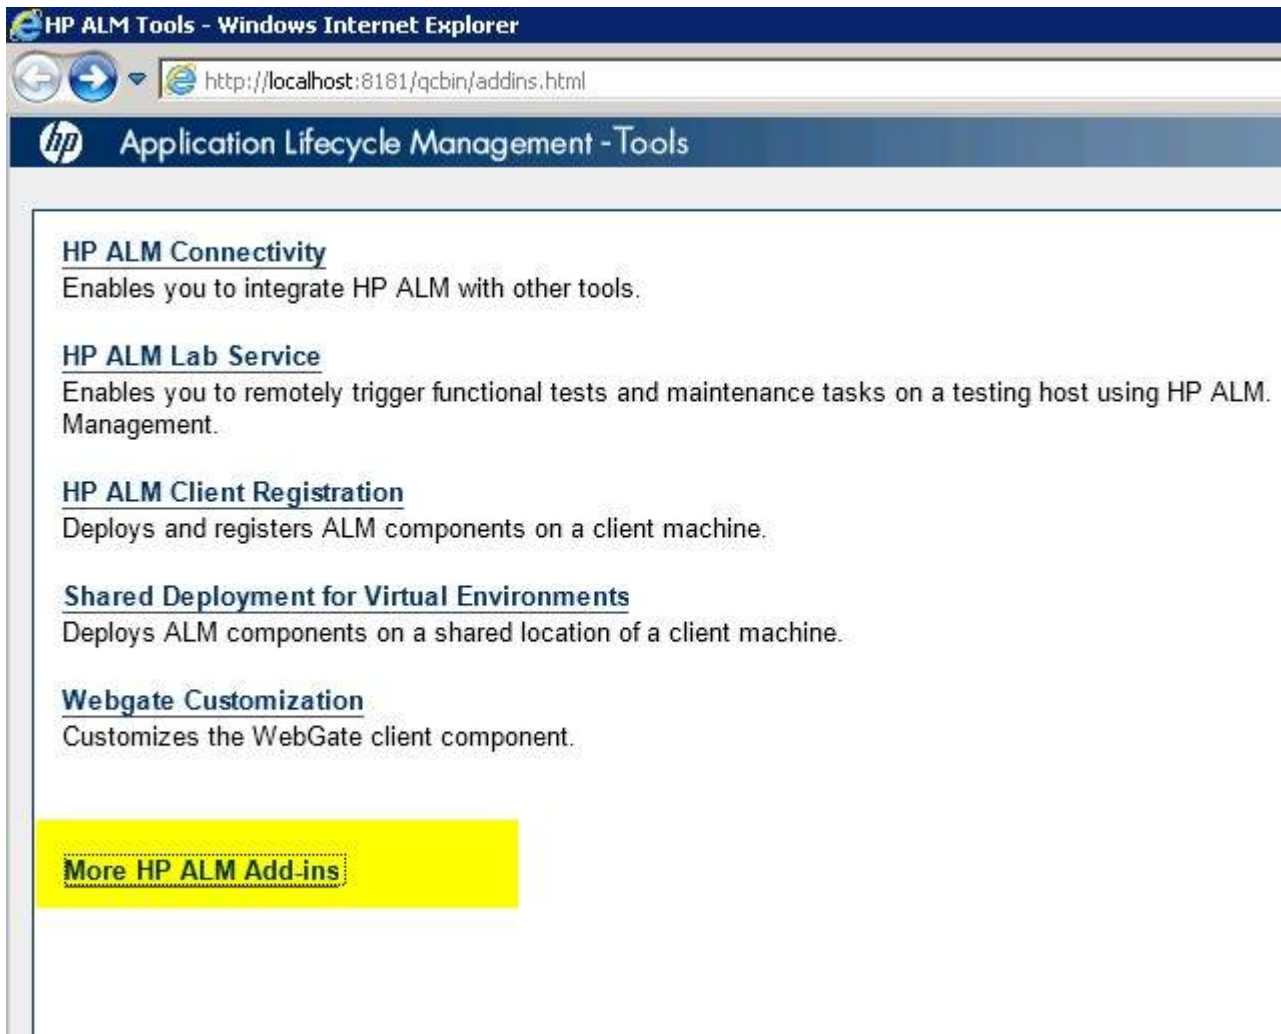 HP ALM Tools - Windows Internet Explorer
http://localhost:8181/qcbin/addins.html
hp Application Lifecycle Management - Tools
HP ALM Connectivity
Enables you to integrate HP ALM with other tools.
HP ALM Lab Service
Enables you to remotely trigger functional tests and maintenance tasks on a testing host using HP ALM.
Management.
HP ALM Client Registration
Deploys and registers ALM components on a client machine.
Shared Deployment for Virtual Environments
Deploys ALM components on a shared location of a client machine.
Webgate Customization
Customizes the WebGate client component.
More HP ALM Add-ins